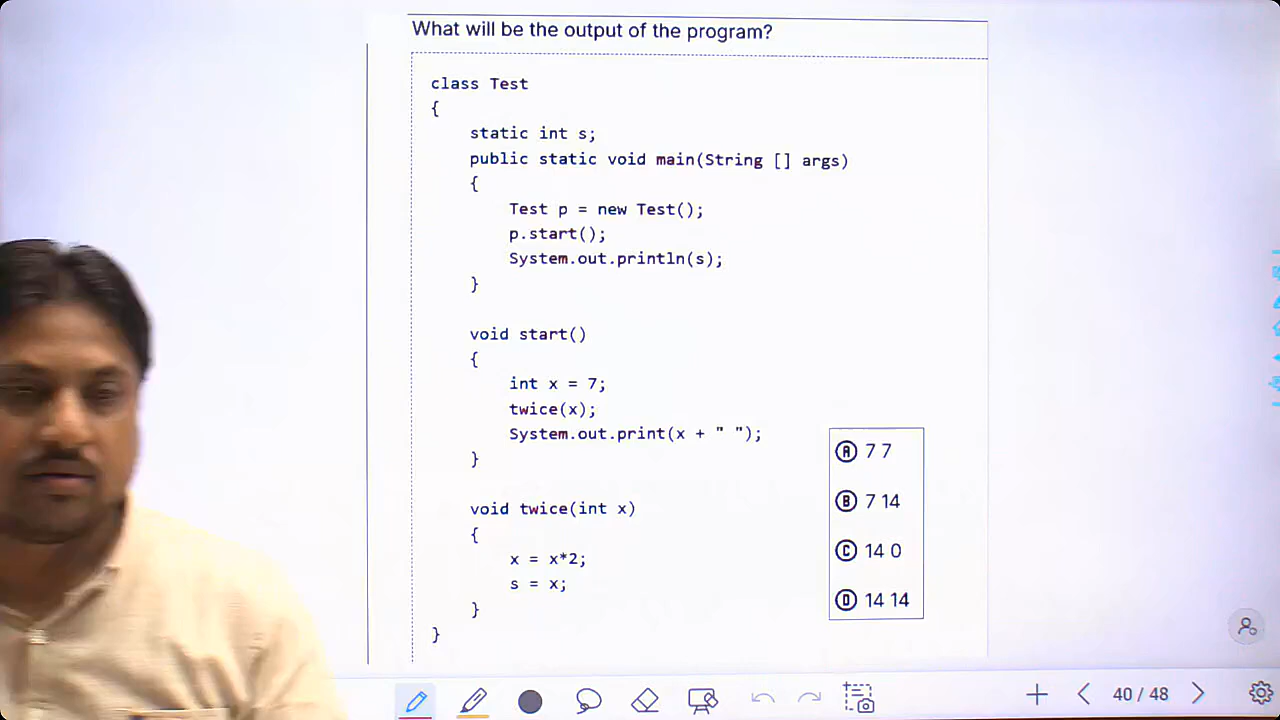 What will be the output of the program?
class Test
{
static int s;
public static void main(String [] args)
{
Test p = new Test();
p.start();
System.out.println(s);
}
void start()
{
int x = 7;
twice(x);
System.out.print(x + " ");
}
void twice(int x)
{
x = x*2;
s = x;
}
}
A 7 7
B 7 14
C 14 0
D 14 14
40 / 48